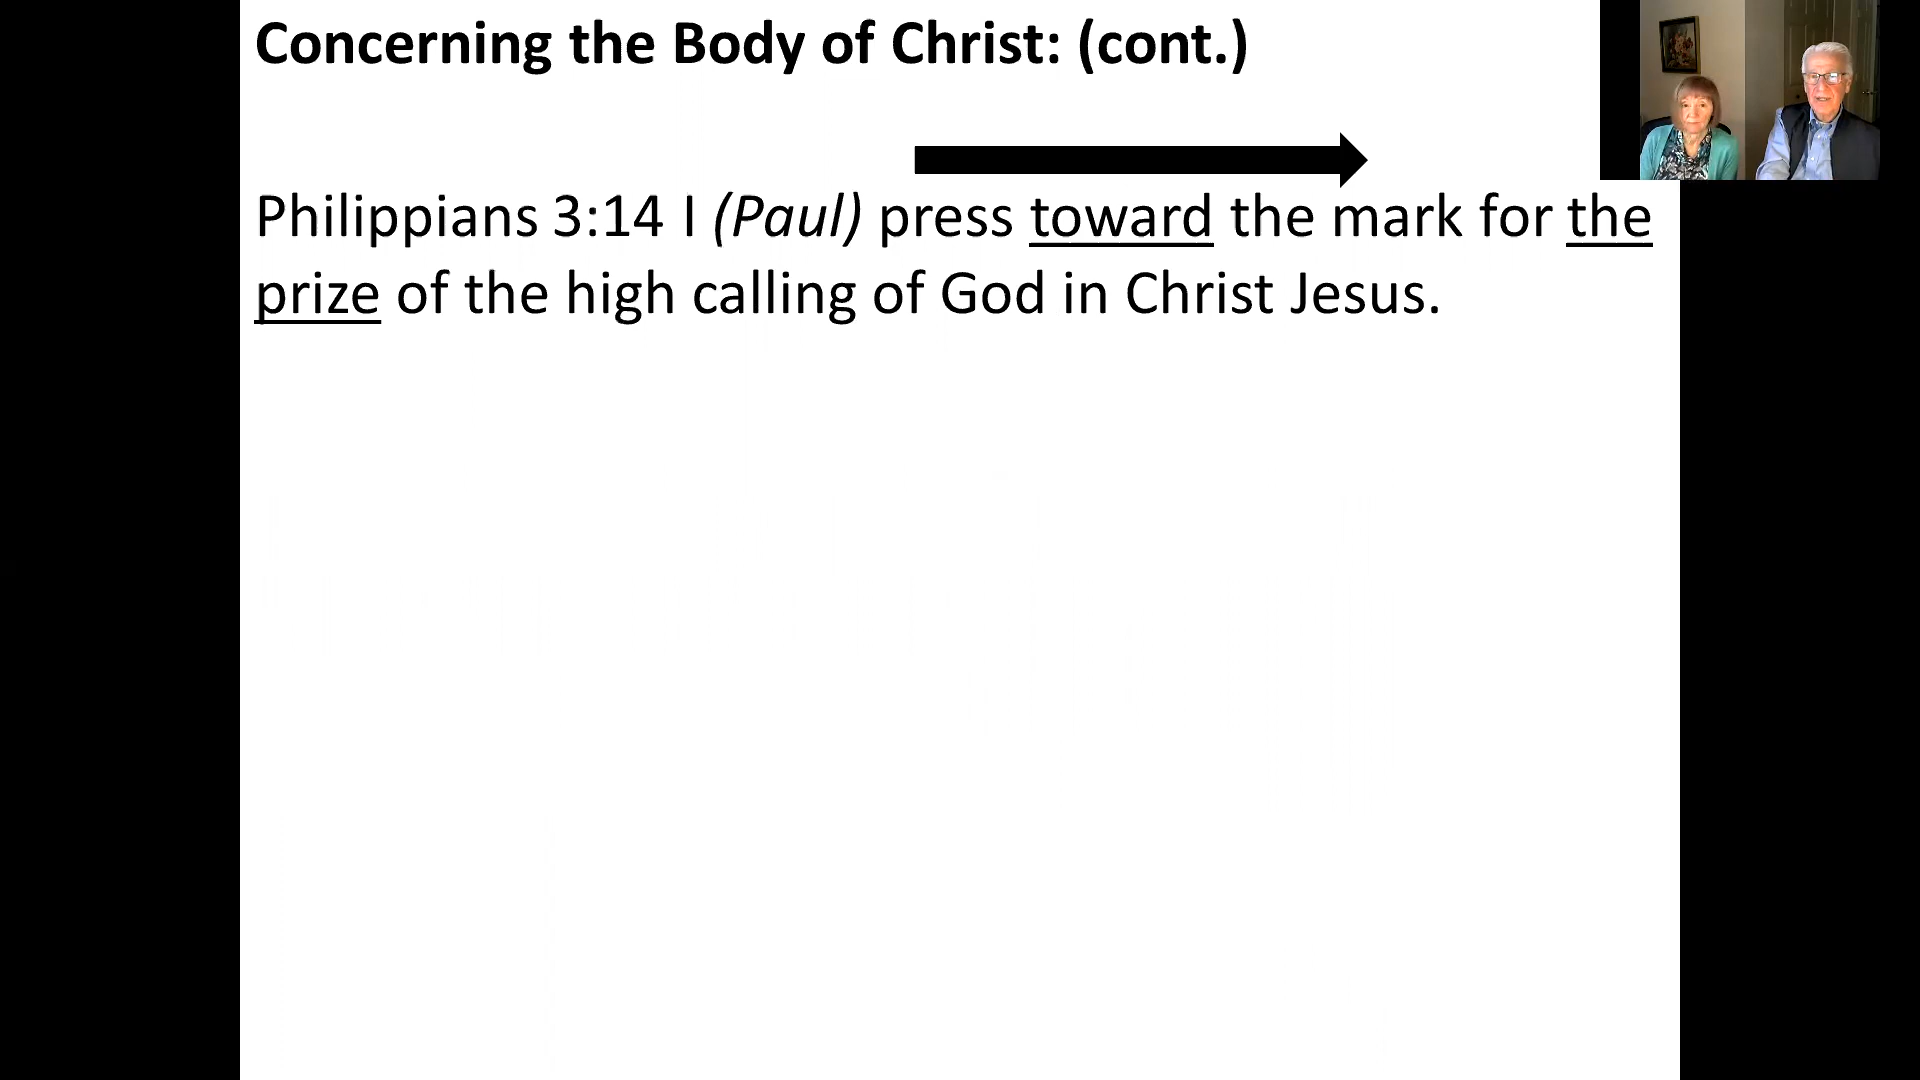 Concerning the Body of Christ: (cont.)
Philippians 3:14 I (Paul) press toward the mark for the
prize of the high calling of God in Christ Jesus.